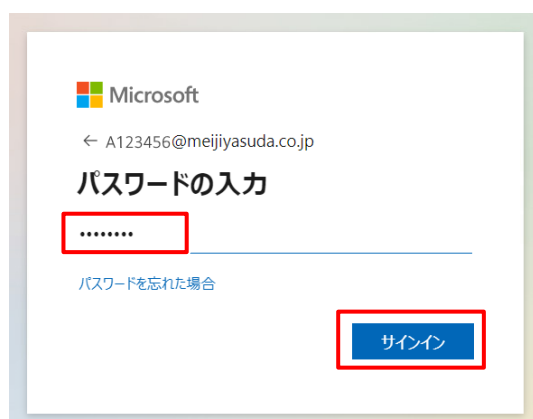 Microsoft
← A123456@meijiyasuda.co.jp
パスワードの入力
••••••••
パスワードを忘れた場合
サインイン